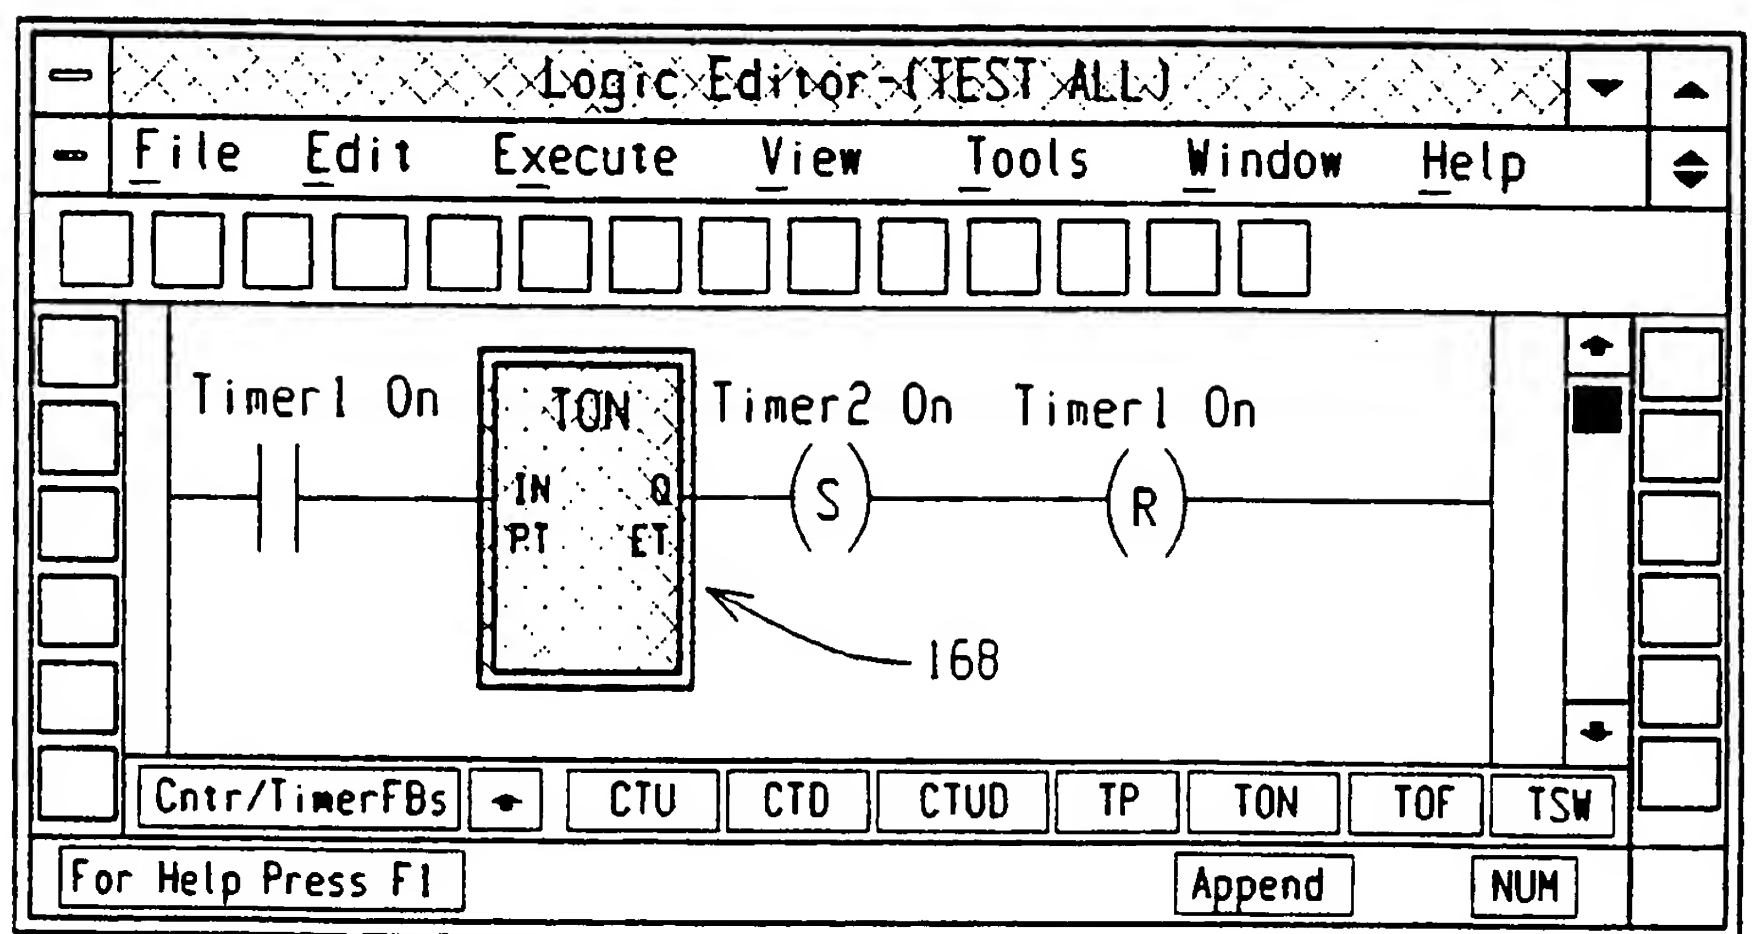 Logic Editor-(TEST ALL)
File Edit Execute View Tools Window Help
Timer1 On TON Timer2 On Timer1 On
IN Q S R
PT ET
168
Cntr/TimerFBs CTU CTD CTUD TP TON TOF TSW
For Help Press F1 Append NUM